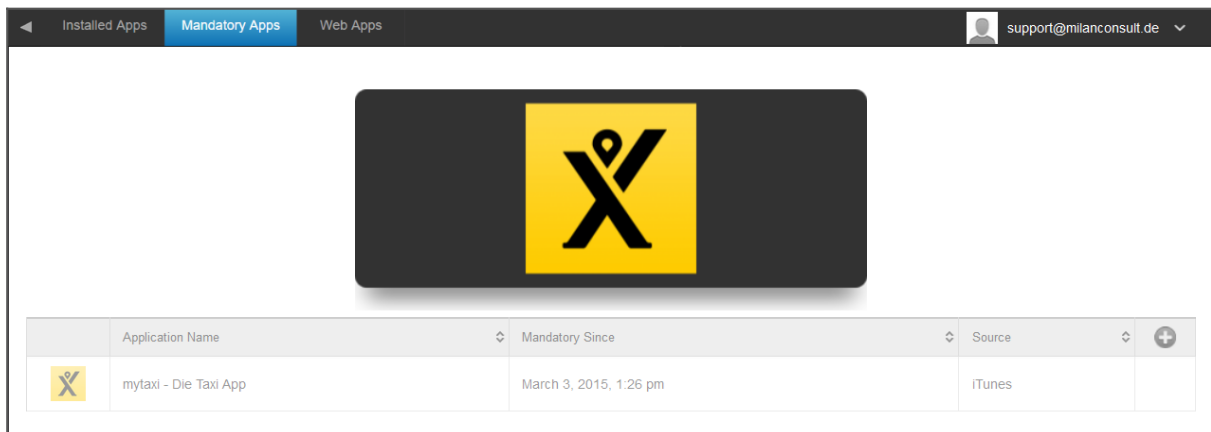 Installed Apps Mandatory Apps Web Apps support@milanconsult.de
Application Name Mandatory Since Source
mytaxi - Die Taxi App March 3, 2015, 1:26 pm iTunes